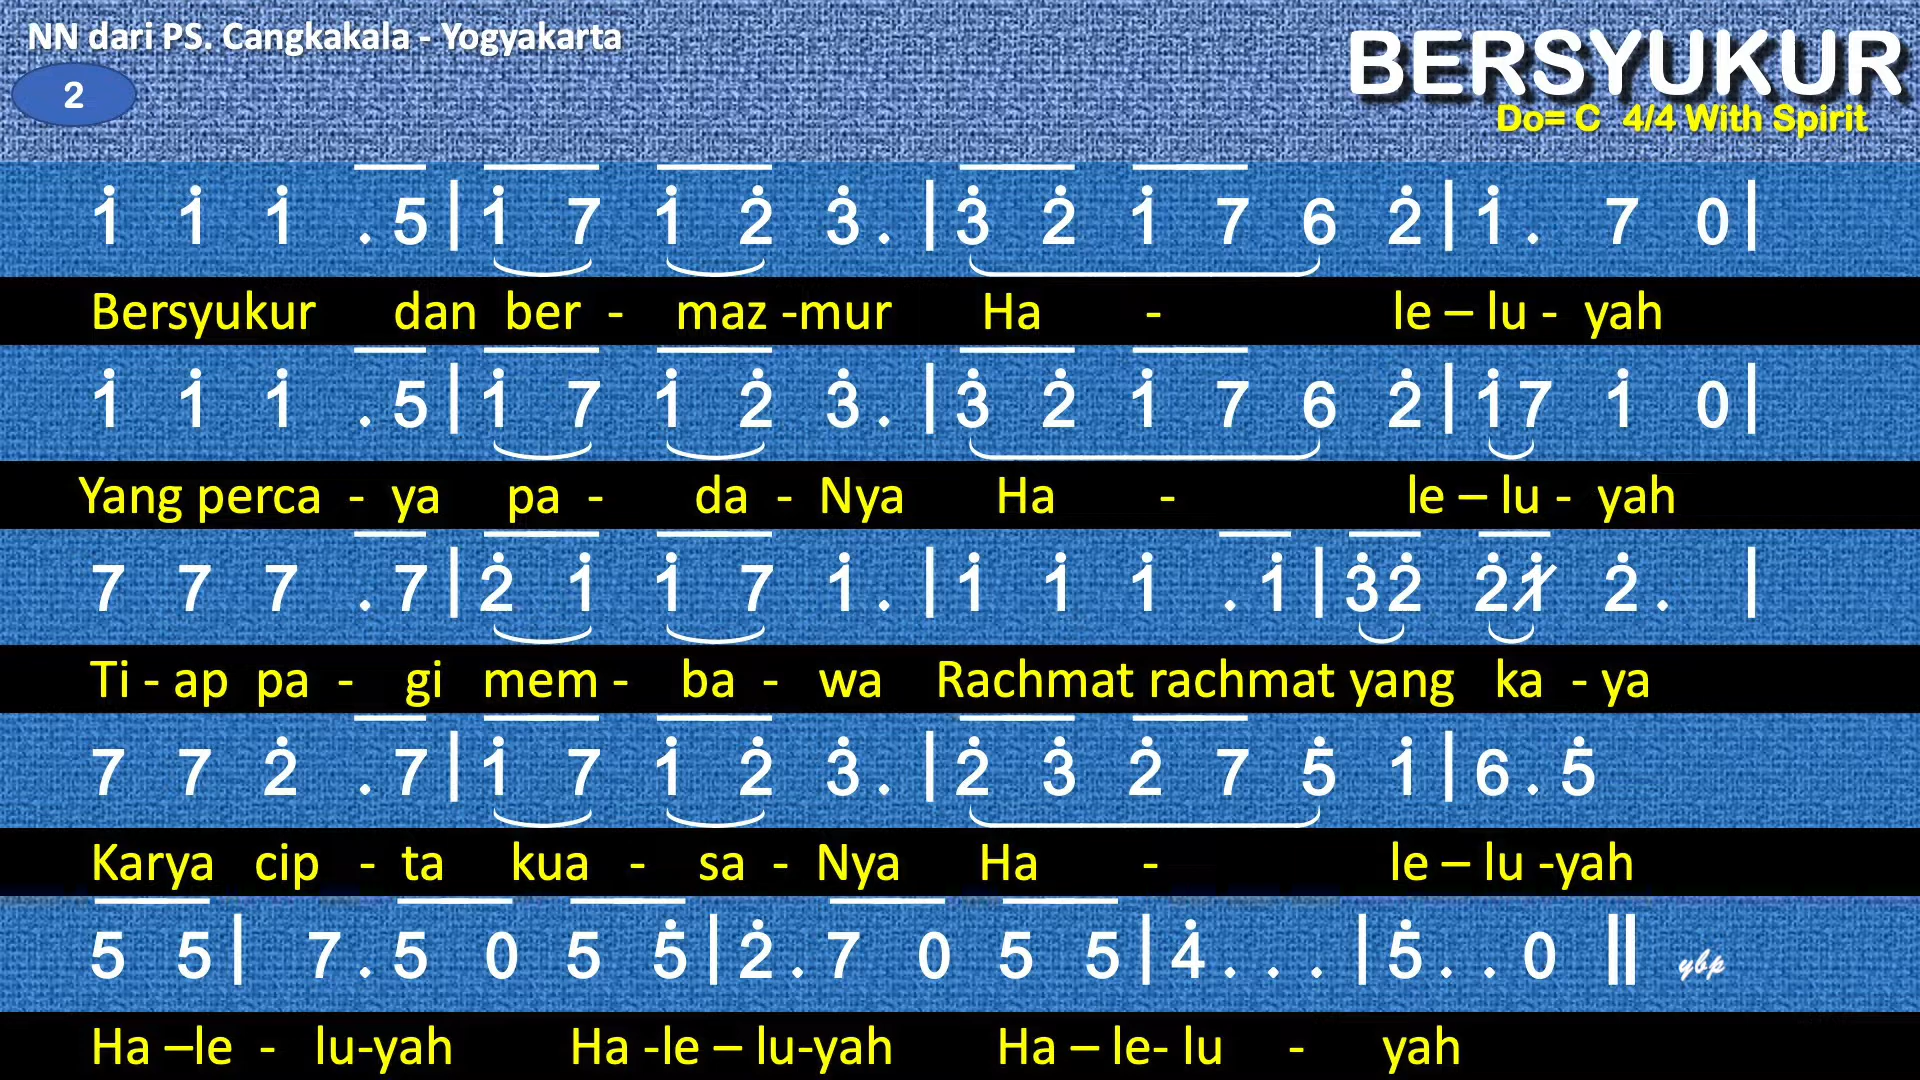 NN dari PS. Cangkakala - Yogyakarta
BERSYUKUR
2
Do= C 4/4 With Spirit
1̇ 1̇ 1̇ . 5 | 1̇ 7 1̇ 2̇ 3̇ . | 3̇ 2̇ 1̇ 7 6 2̇ | 1̇ . 7 0 |
Bersyukur dan ber - maz -mur Ha - le – lu - yah
1̇ 1̇ 1̇ . 5 | 1̇ 7 1̇ 2̇ 3̇ . | 3̇ 2̇ 1̇ 7 6 2̇ | 1̇ 7 1̇ 0 |
Yang perca - ya pa - da - Nya Ha - le – lu - yah
7 7 7 . 7 | 2̇ 1̇ 1̇ 7 1̇ . | 1̇ 1̇ 1̇ . 1̇ | 3̇ 2̇ 2̇ 1̸̇ 2̇ . |
Ti - ap pa - gi mem - ba - wa Rachmat rachmat yang ka - ya
7 7 2̇ . 7 | 1̇ 7 1̇ 2̇ 3̇ . | 2̇ 3̇ 2̇ 7 5̇ 1̇ | 6 . 5̇
Karya cip - ta kua - sa - Nya Ha - le – lu -yah
5 5 | 7 . 5 0 5 5̇ | 2̇ . 7 0 5 5 | 4̇ . . . | 5̇ . . 0 ‖ ybp
Ha –le - lu-yah Ha -le – lu-yah Ha – le- lu - yah